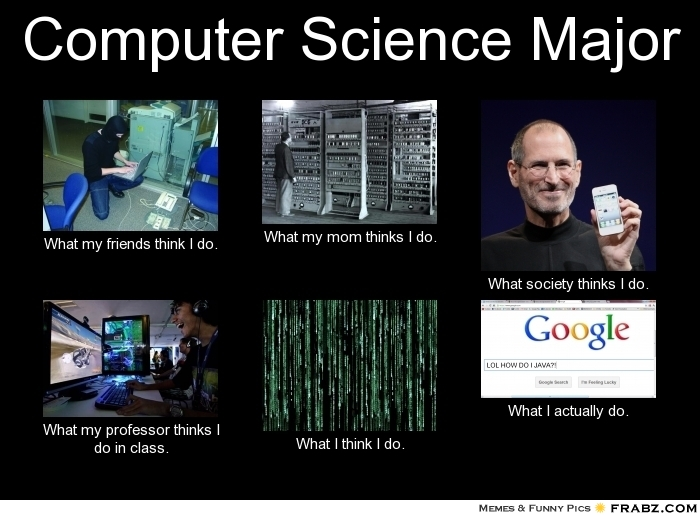 Computer Science Major
What my friends think I do.
What my mom thinks I do.
What society thinks I do.
What my professor thinks I
do in class.
What I think I do.
Google
LOL HOW DO I JAVA?!
Google Search
I'm Feeling Lucky
What I actually do.
MEMES & FUNNY PICS
FRABZ.COM